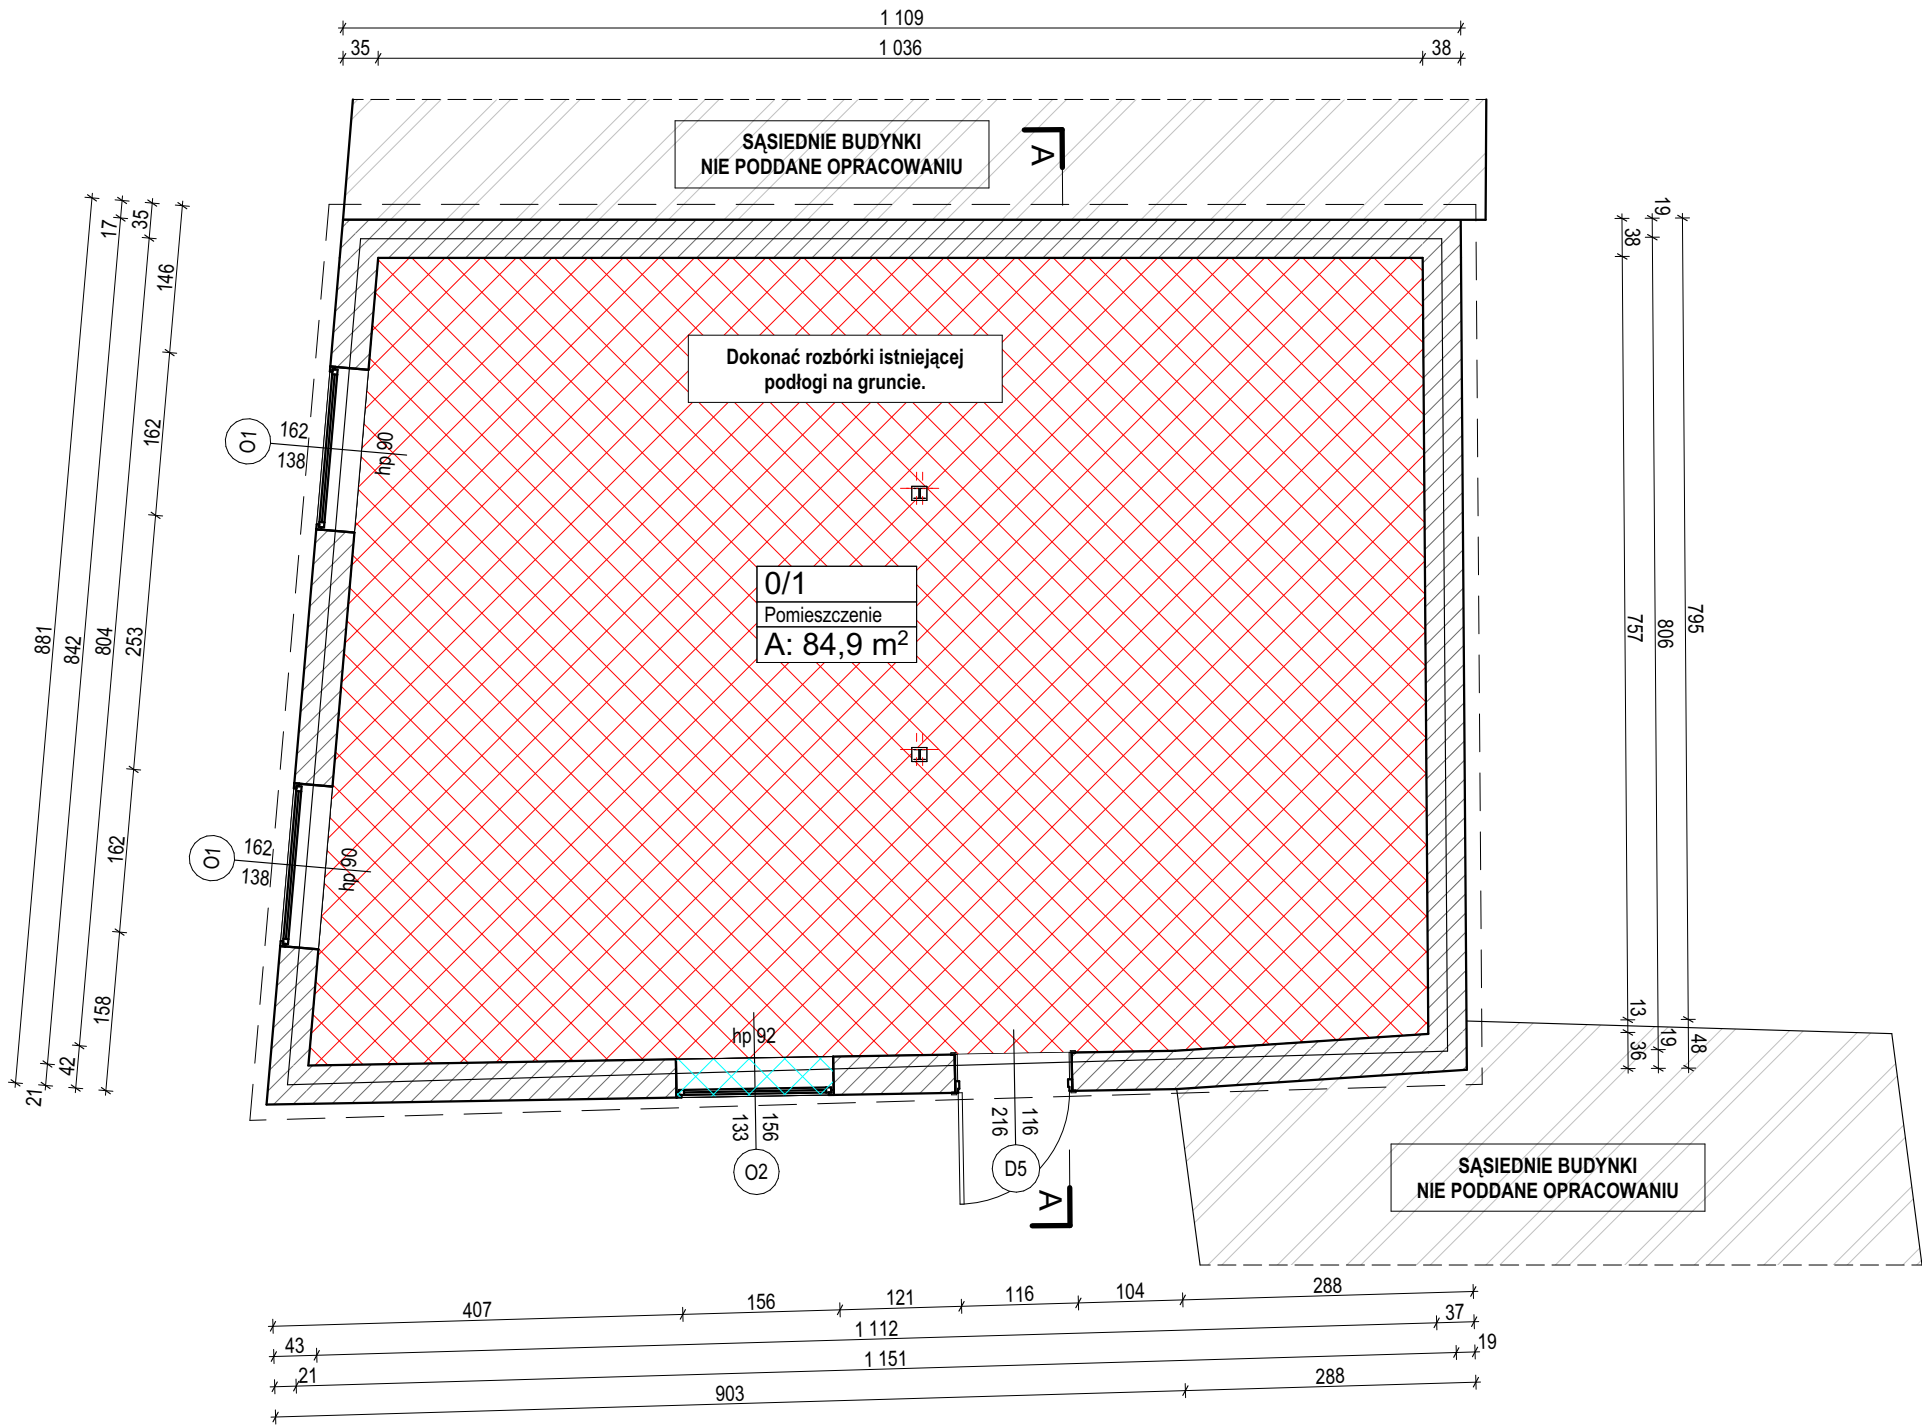 1 109
35
1 036
38
SĄSIEDNIE BUDYNKI
NIE PODDANE OPRACOWANIU
A
17
35
146
162
253
162
158
881
842
804
21
42
19
38
757
806
795
13
36
19
48
Dokonać rozbórki istniejącej
podłogi na gruncie.
O1
162
138
hp 90
0/1
Pomieszczenie
A: 84,9 m²
O1
162
138
hp 90
hp 92
156
133
O2
116
216
D5
A
SĄSIEDNIE BUDYNKI
NIE PODDANE OPRACOWANIU
407
156
121
116
104
288
43
1 112
37
21
1 151
19
903
288